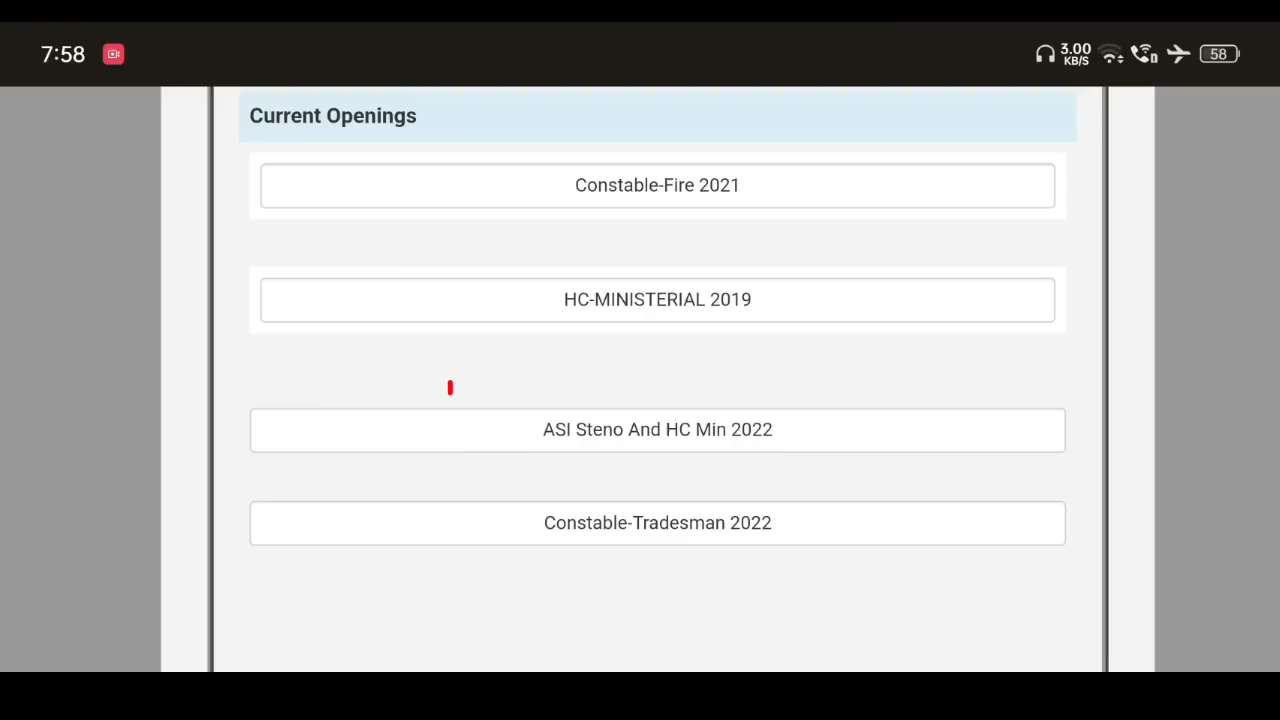 7:58
3.00
KB/S
58
Current Openings
Constable-Fire 2021
HC-MINISTERIAL 2019
ASI Steno And HC Min 2022
Constable-Tradesman 2022